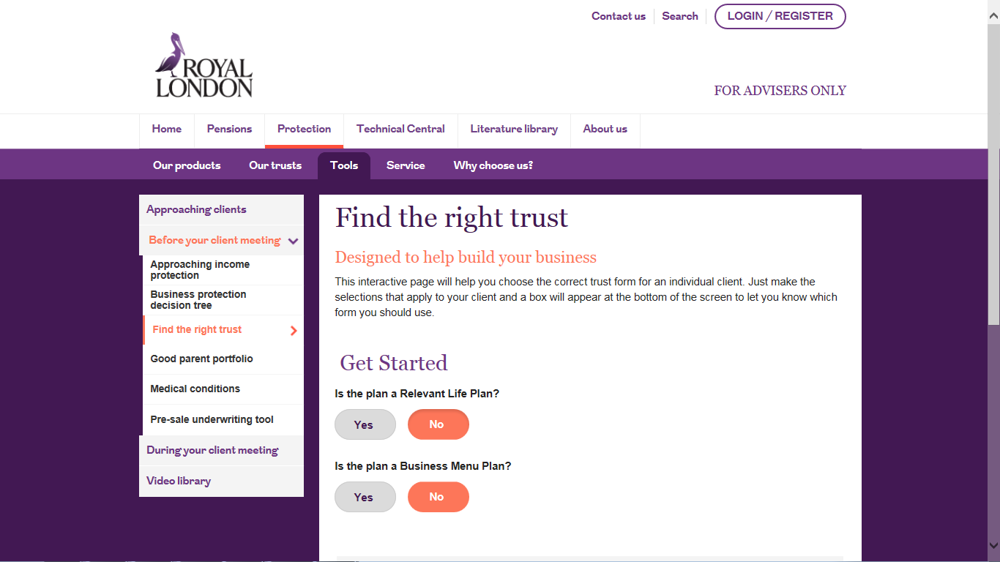 Contact us
Search
LOGIN / REGISTER
ROYAL
LONDON
FOR ADVISERS ONLY
Home
Pensions
Protection
Technical Central
Literature library
About us
Our products
Our trusts
Tools
Service
Why choose us?
Approaching clients
Before your client meeting
Approaching income
protection
Business protection
decision tree
Find the right trust
Good parent portfolio
Medical conditions
Pre-sale underwriting tool
During your client meeting
Video library
Find the right trust
Designed to help build your business
This interactive page will help you choose the correct trust form for an individual client. Just make the
selections that apply to your client and a box will appear at the bottom of the screen to let you know which
form you should use.
Get Started
Is the plan a Relevant Life Plan?
Yes
No
Is the plan a Business Menu Plan?
Yes
No